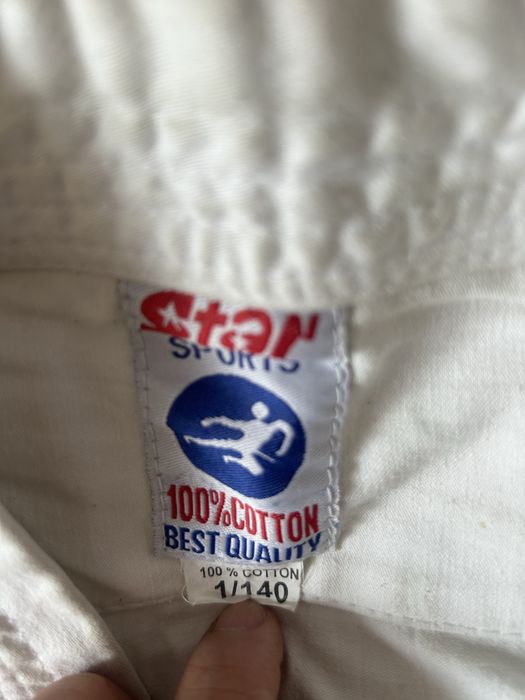 Star
SPORTS
100% COTTON
BEST QUALITY
100 % COTTON
1/140